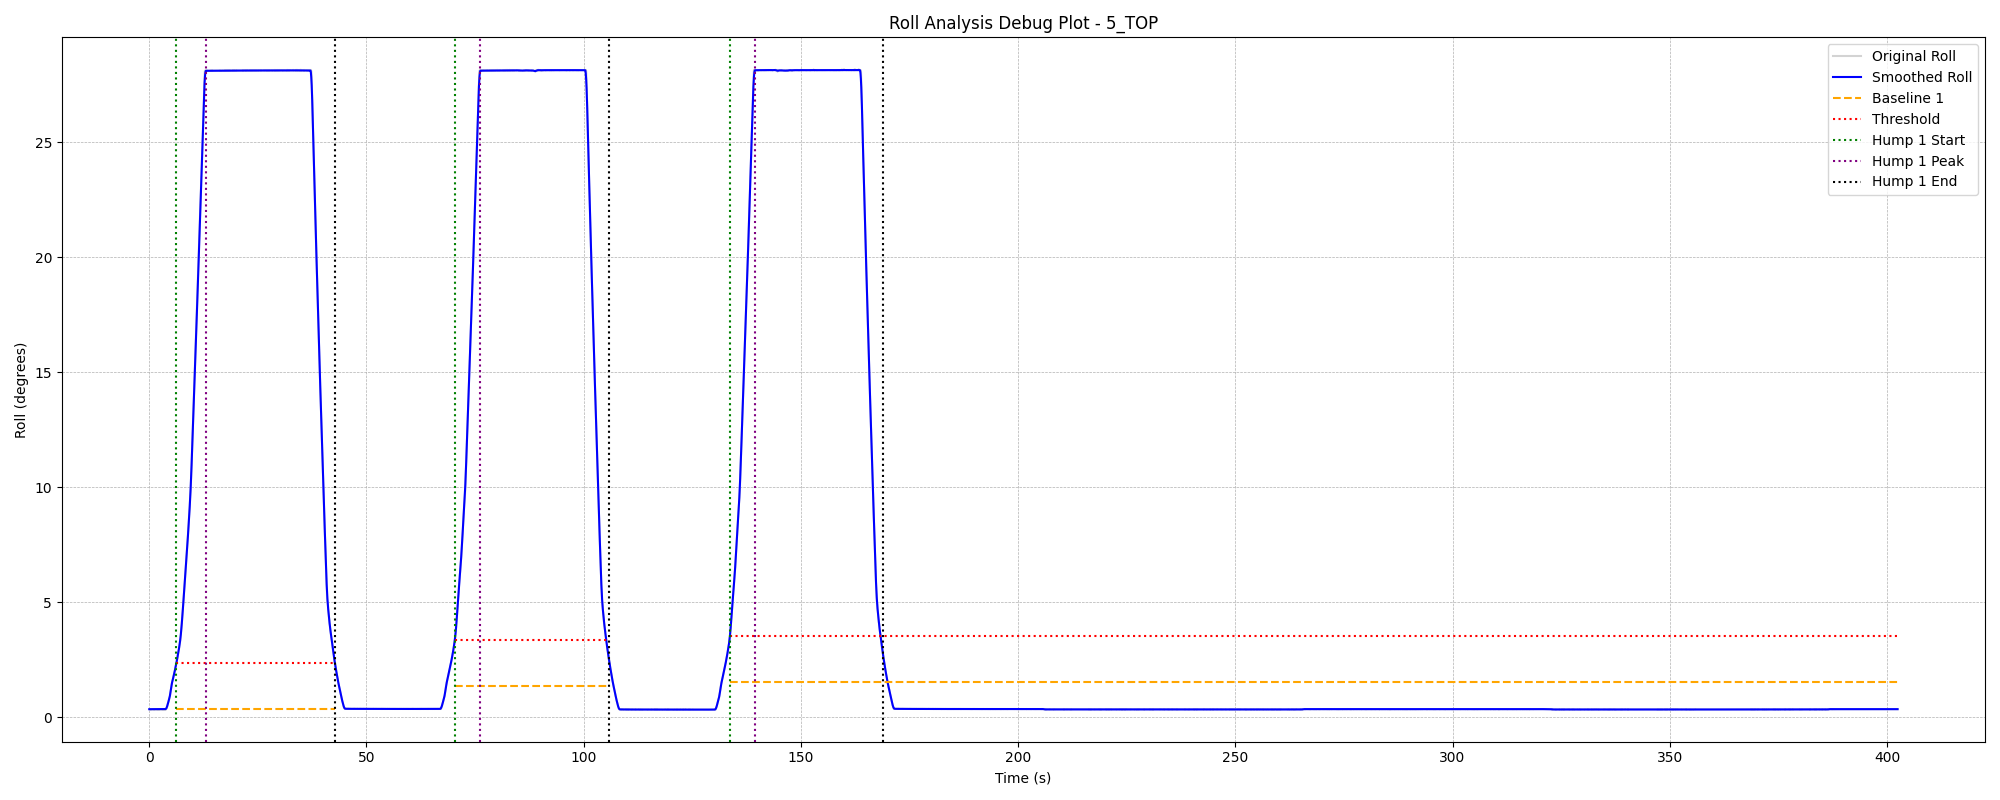 Roll Analysis Debug Plot - 5_TOP
Original Roll
Smoothed Roll
Baseline 1
Threshold
Hump 1 Start
Hump 1 Peak
Hump 1 End
Roll (degrees)
25
20
15
10
5
0
0 50 100 150 200 250 300 350 400
Time (s)